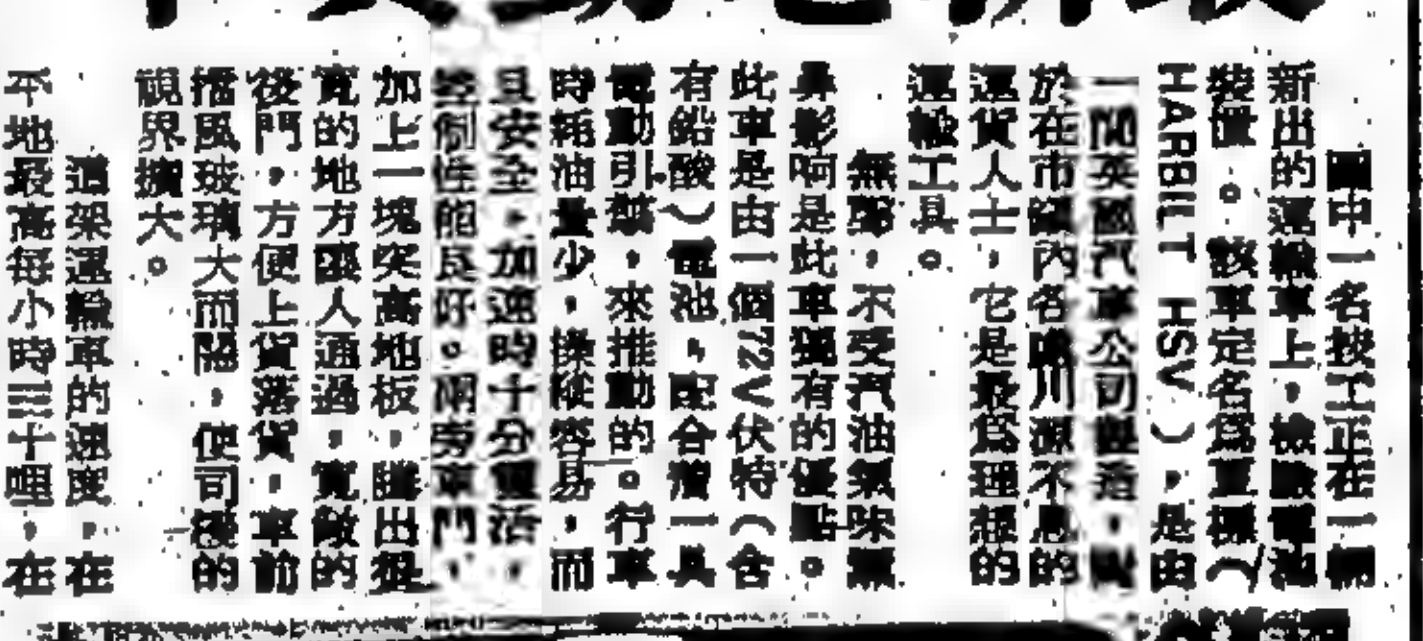 圖中一名技工正在一輛
新出的運輸車上,檢驗電池
裝置。該車定名爲夏標(
HARBILT HSV),是由
一間英國汽車公司製造,
於在市鎮內各 川流不息的
運貨人士,它是最爲理想的
運輸工具。
無聲,不受汽油氣味熏
鼻影响是此車獨有的優點。
此車是由一個72V伏特(含
有鉛酸)電池,配合 一具
電動引擎,來推動的。行車
時耗油量少,操縱容易,而
且安全,加速時十分靈活,
控制性能良好。兩旁車門,
加上一塊突高地板,騰出
寬的地方讓人通過,寬敞的
後門,方便上貨落貨,車前
擋風玻璃大而闊,使司機的
視界擴大。
這架運輸車的速度,在
平地最高每小時三十哩,在